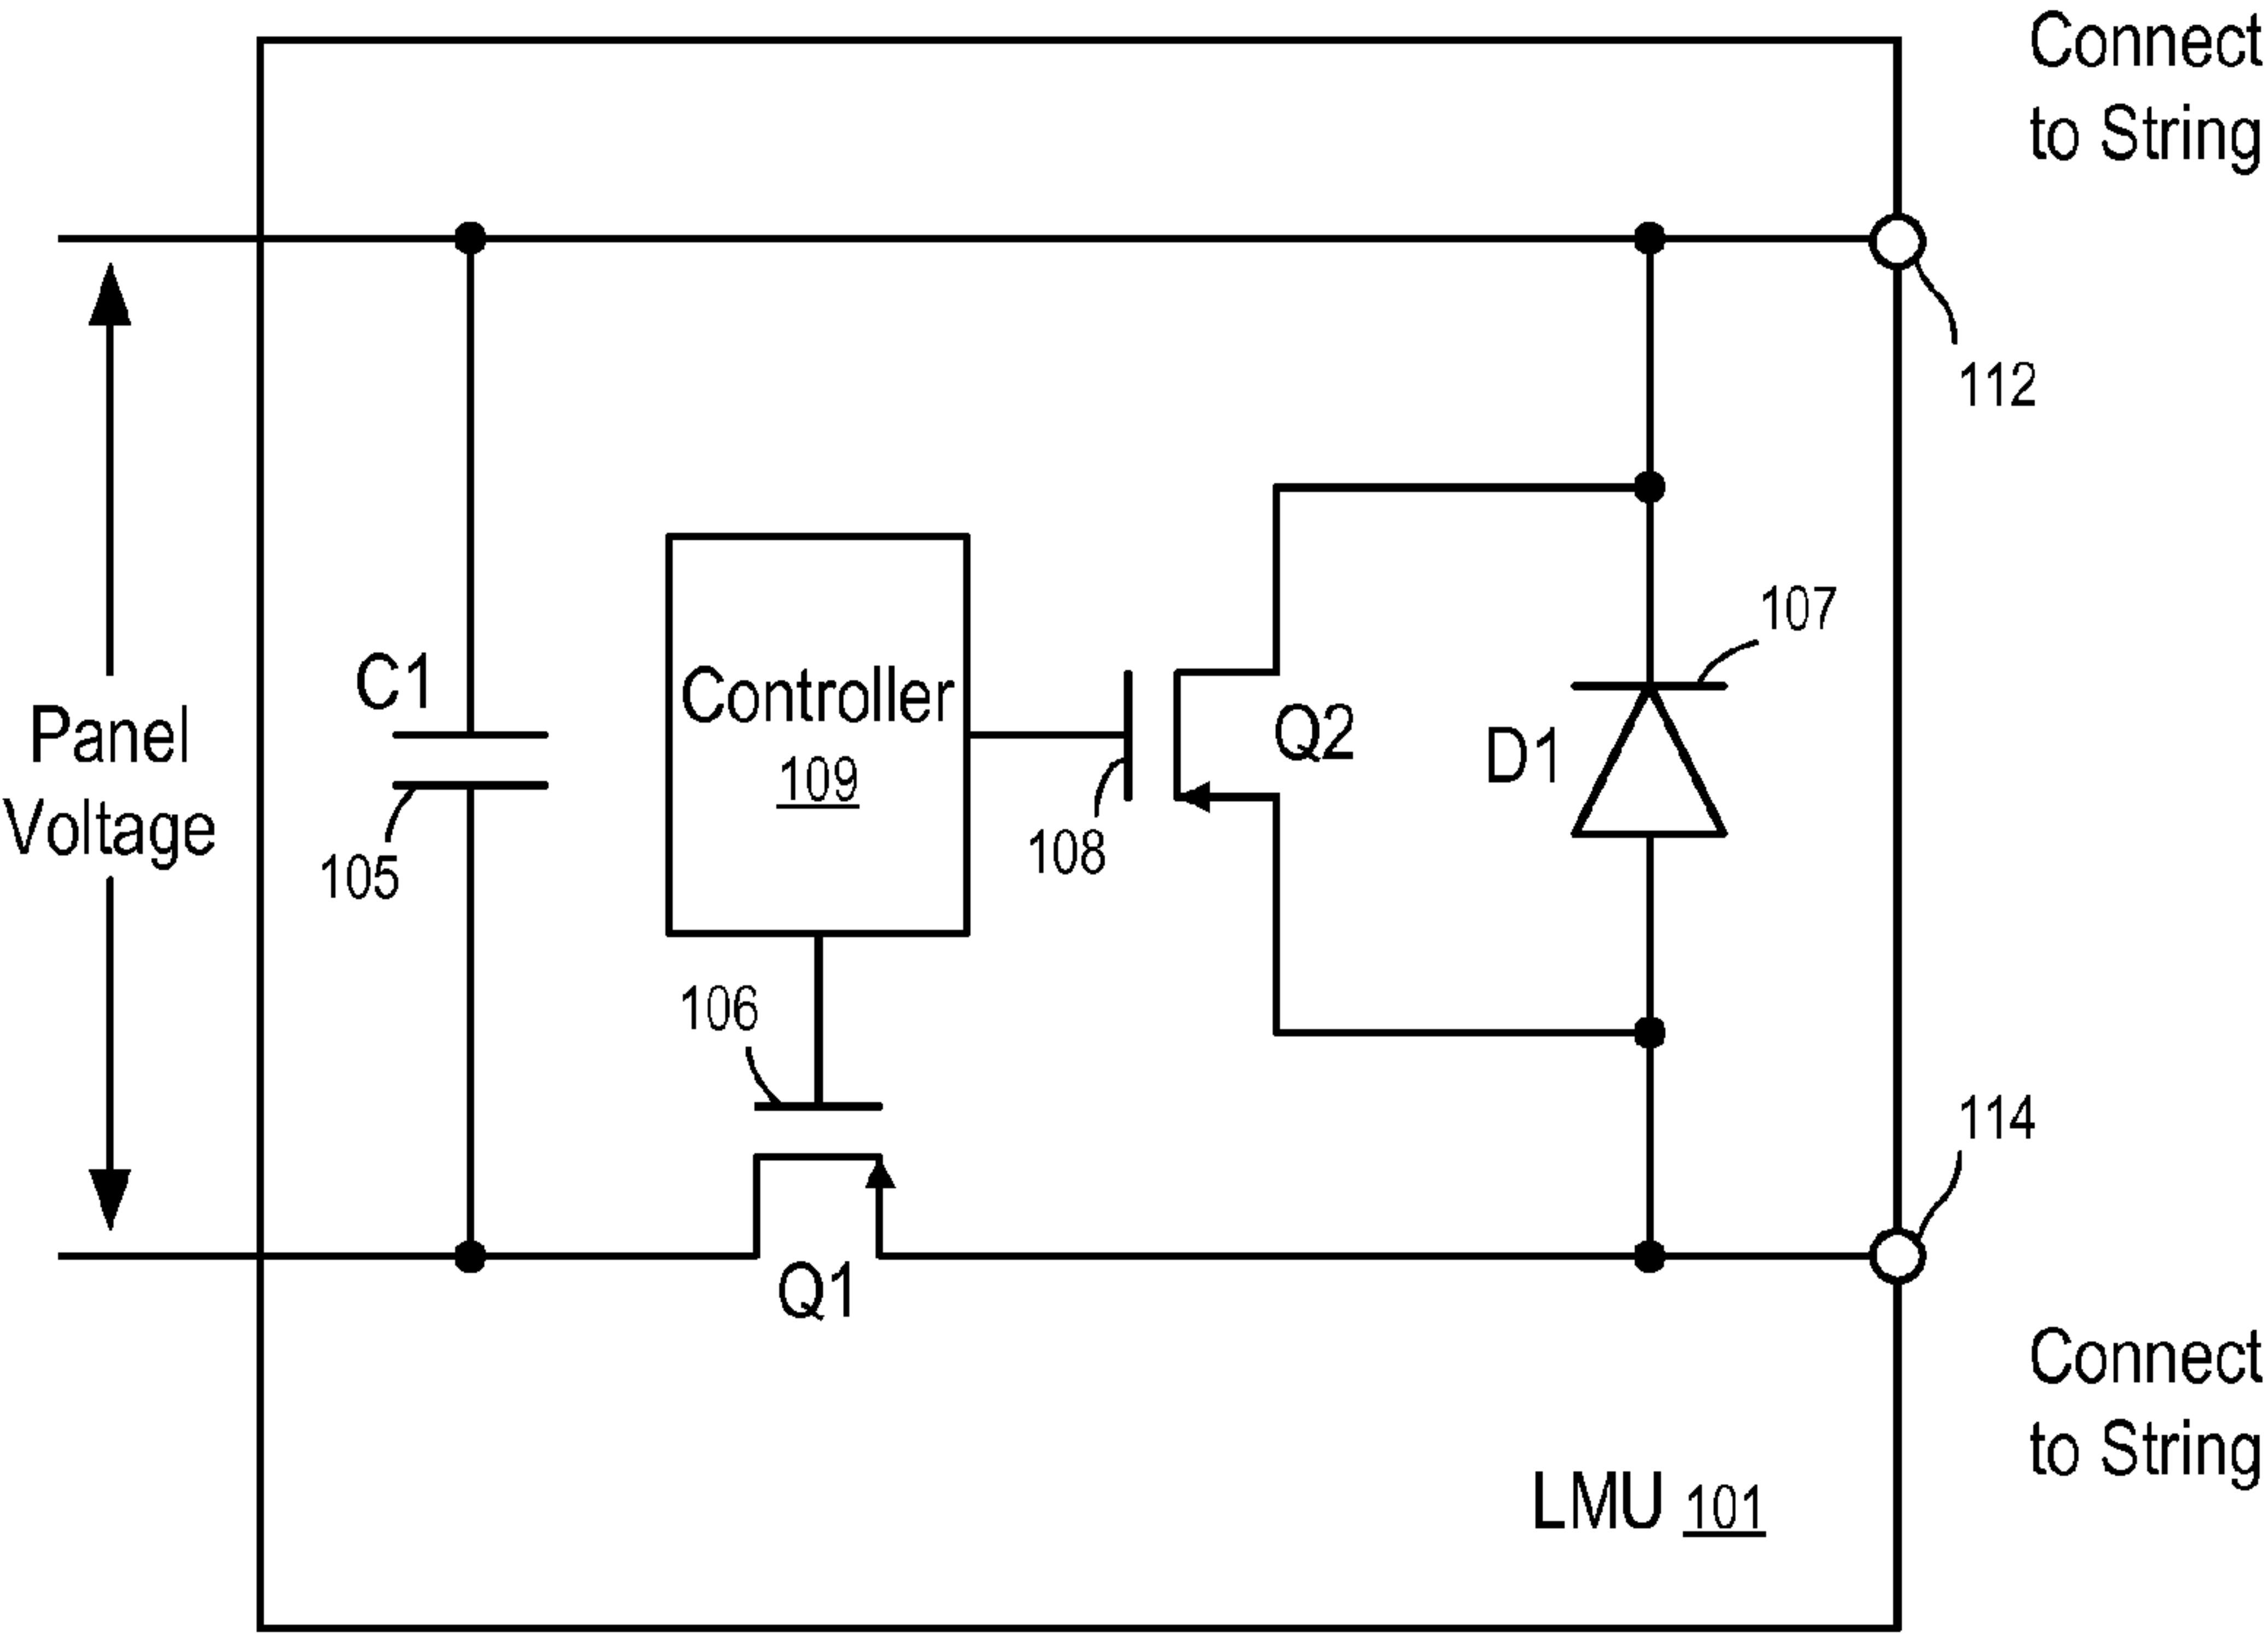 Connect
to String
112
107
C1
Controller
109
Q2
D1
Panel
Voltage
105
108
106
114
Q1
Connect
to String
LMU 101